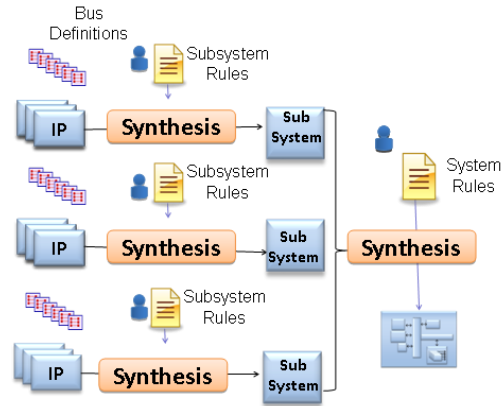 Bus
Definitions
Subsystem
Rules
IP
Synthesis
Sub
System
Subsystem
Rules
IP
Synthesis
Sub
System
Subsystem
Rules
IP
Synthesis
Sub
System
System
Rules
Synthesis